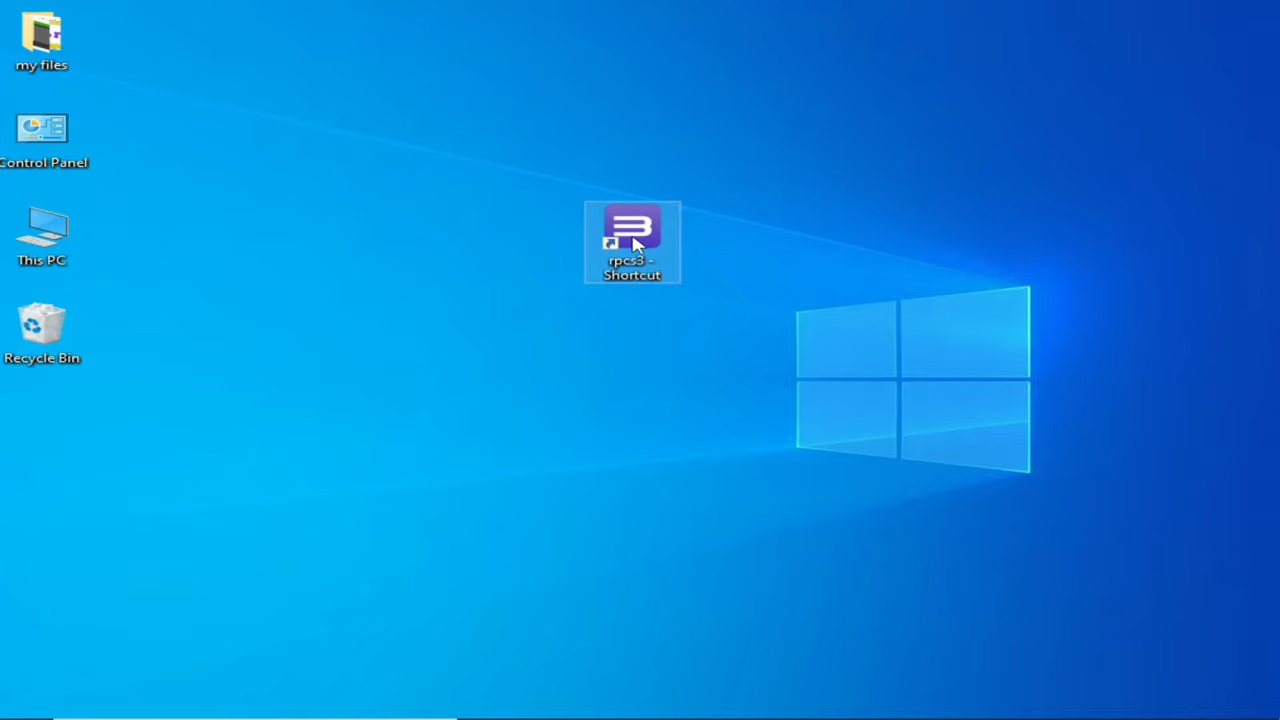 my files
Control Panel
This PC
Recycle Bin
rpcs3 -
Shortcut